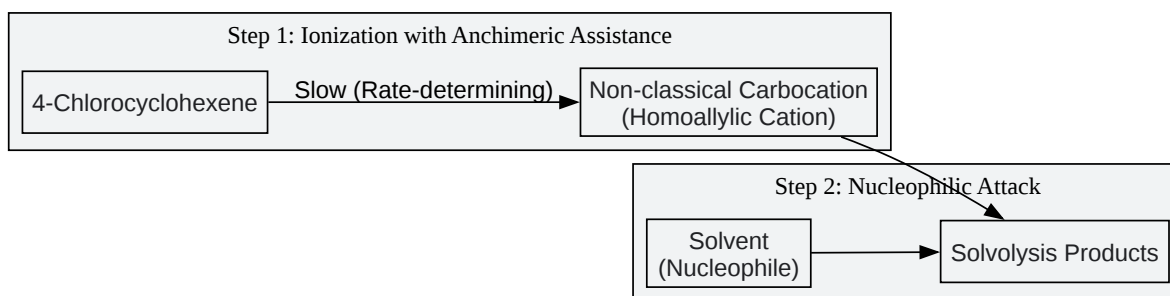 Step 1: Ionization with Anchimeric Assistance
4-Chlorocyclohexene
Slow (Rate-determining)
Non-classical Carbocation
(Homoallylic Cation)
Step 2: Nucleophilic Attack
Solvent
(Nucleophile)
Solvolysis Products